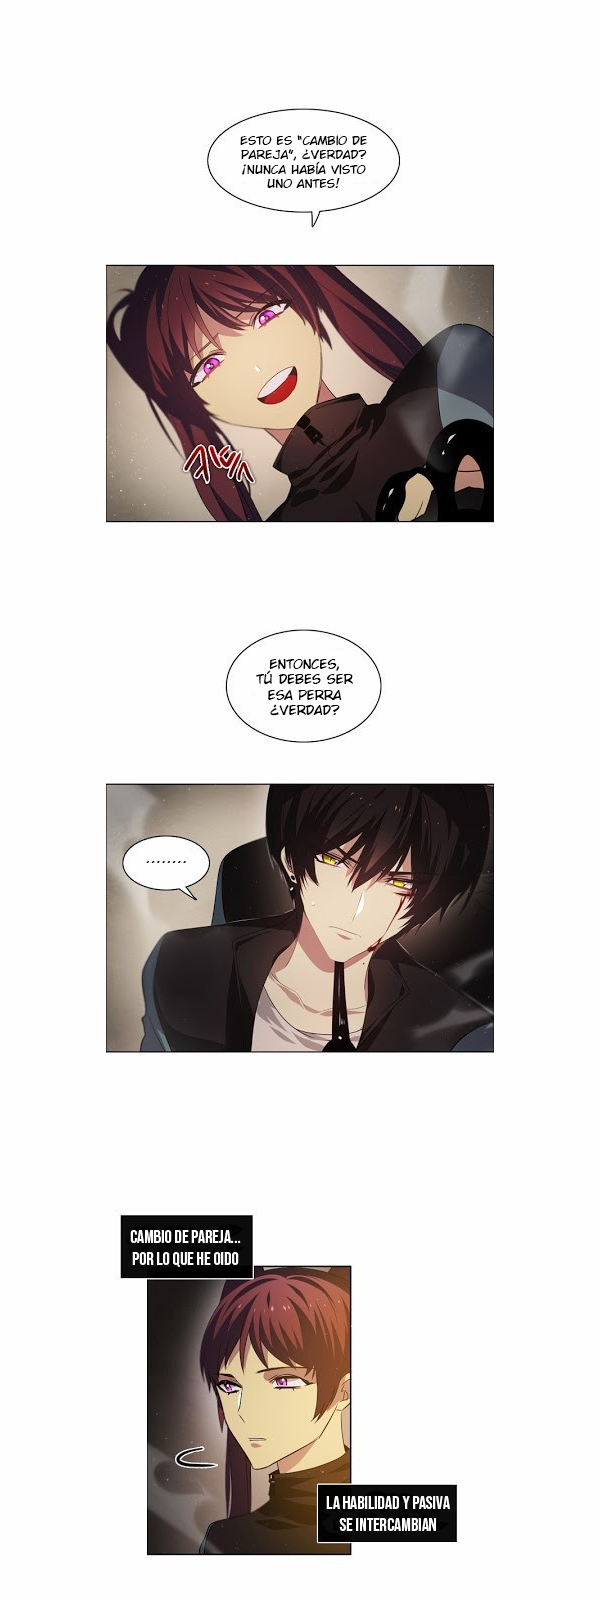 ESTO ES "CAMBIO DE
PAREJA", ¿VERDAD?
¡NUNCA HABÍA VISTO
UNO ANTES!
ENTONCES,
TÚ DEBES SER
ESA PERRA
¿VERDAD?
........
CAMBIO DE PAREJA...
POR LO QUE HE OIDO
LA HABILIDAD Y PASIVA
SE INTERCAMBIAN